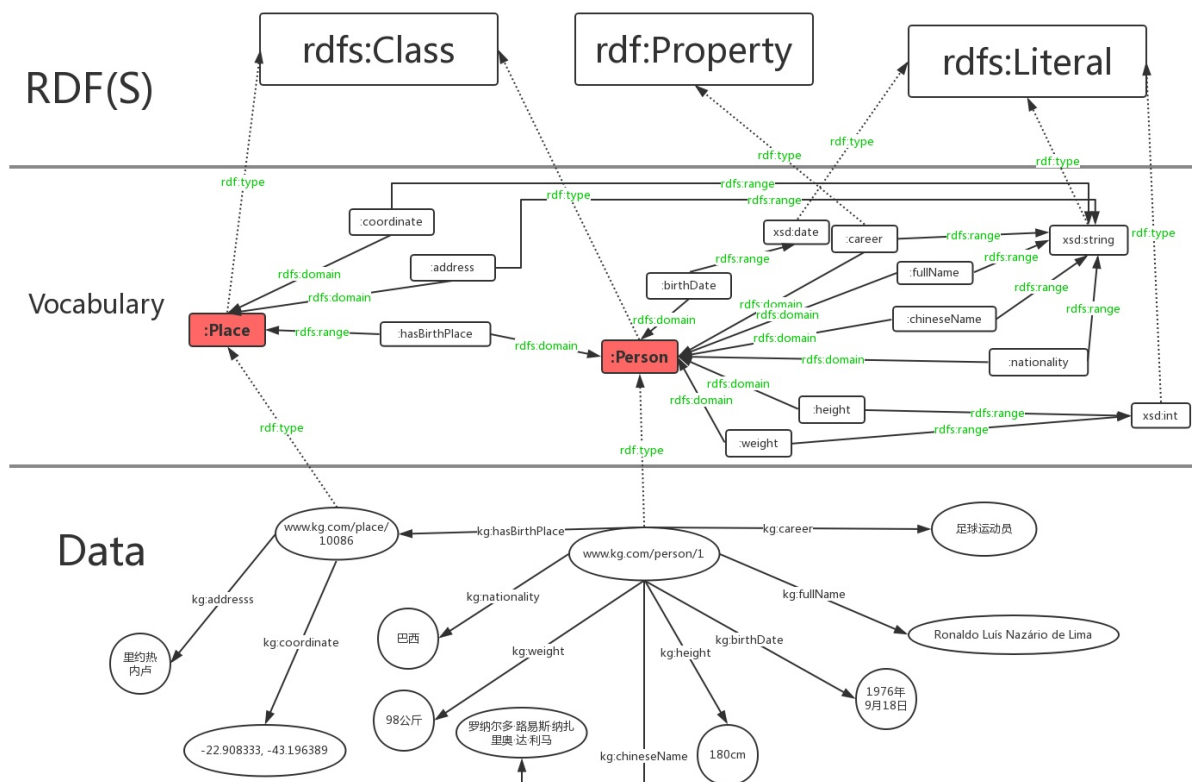 rdfs:Class
rdf:Property
rdfs:Literal
RDF(S)
rdf:type
rdf:type
rdf:type
rdf:type
rdf:type
rdfs:range
rdfs:range
rdf:type
:coordinate
xsd:date
:career
rdfs:range
xsd:string
:address
rdfs:domain
rdfs:range
:fullName
rdfs:range
:birthDate
rdfs:domain
Vocabulary
rdfs:domain
rdfs:domain
rdfs:range
rdfs:range
rdfs:domain
:chineseName
:Place
rdfs:range
:hasBirthPlace
rdfs:domain
rdfs:domain
:Person
rdfs:domain
:nationality
rdfs:domain
rdfs:domain
:height
rdfs:range
xsd:int
rdf:type
rdf:type
:weight
rdfs:range
Data
www.kg.com/place/
10086
kg:hasBirthPlace
kg:career
足球运动员
www.kg.com/person/1
kg:addresss
kg:nationality
kg:fullName
巴西
Ronaldo Luís Nazário de Lima
kg:coordinate
kg:weight
kg:height
kg:birthDate
里约热
内卢
98公斤
1976年
9月18日
罗纳尔多·路易斯·纳扎
里奥·达·利马
-22.908333, -43.196389
kg:chineseName
180cm